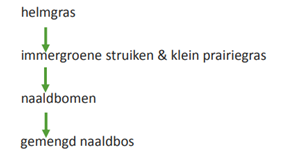 helmgras
immergroene struiken & klein prairiegras
naaldbomen
gemengd naaldbos